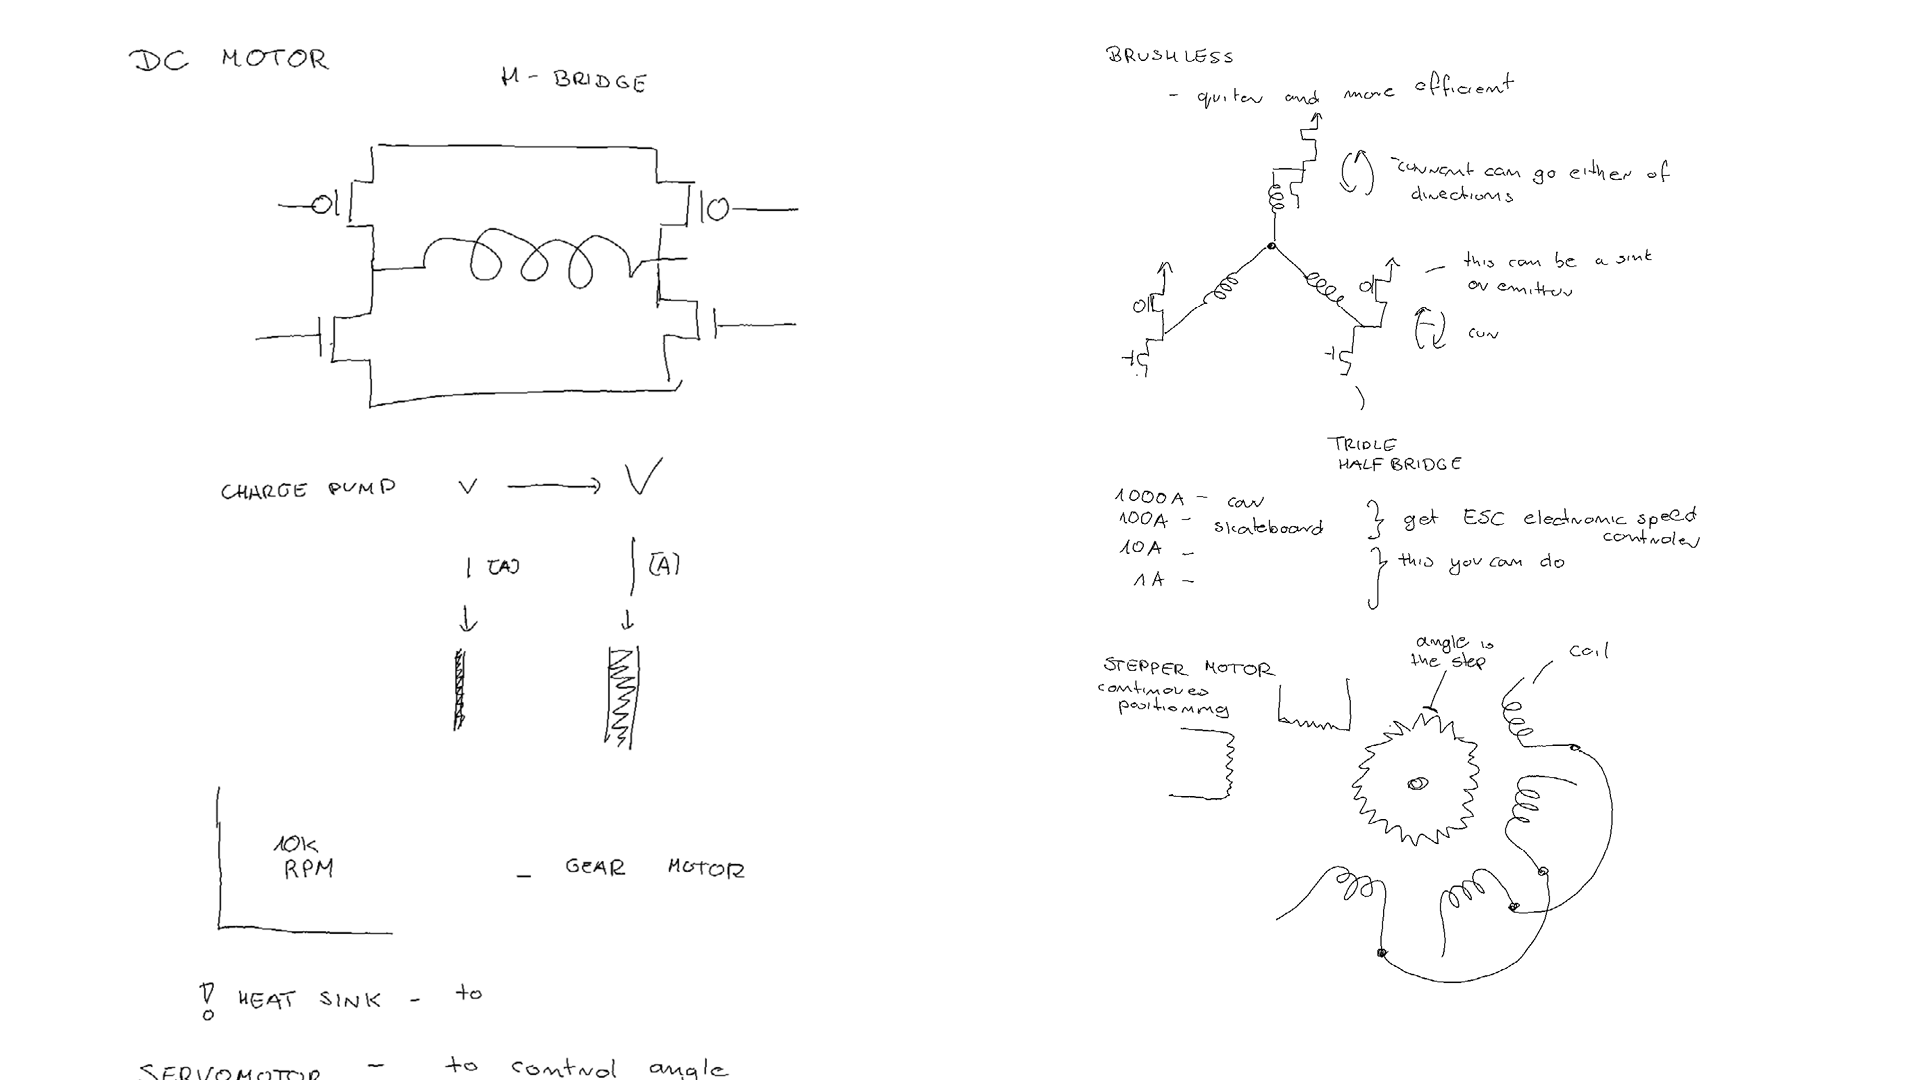 DC MOTOR
H - BRIDGE
CHARGE PUMP V → V
[A] [A]
10K
RPM
- GEAR MOTOR
! HEAT SINK - to
SERVOMOTOR - to control angle
BRUSHLESS
- quiter and more efficient
current can go either of
directions
this can be a sink
or emitter
cur
TRIDLE
HALF BRIDGE
1000A - car
100A - skateboard
10A -
1A -
} get ESC electronic speed
controler
} this you can do
STEPPER MOTOR
continoues
positioning
angle is
the step
coil